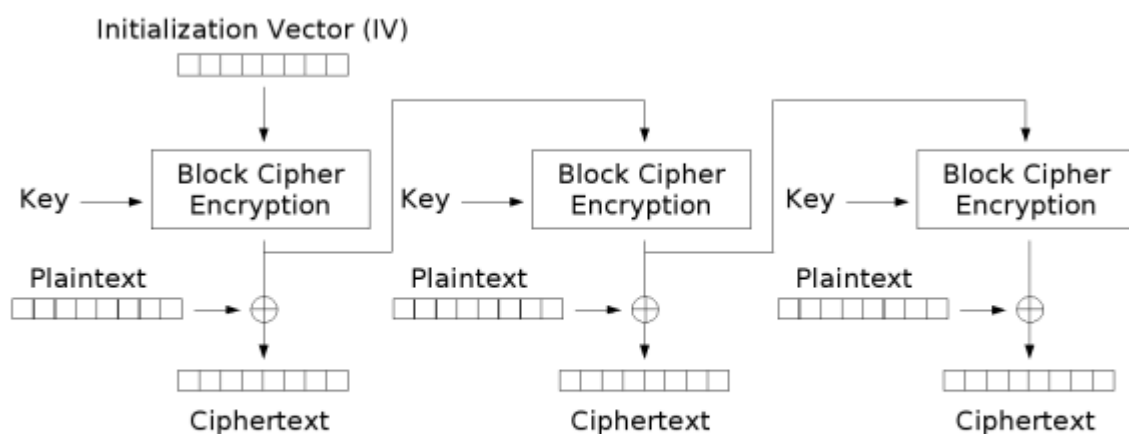 Initialization Vector (IV)
Key
Block Cipher
Encryption
Key
Block Cipher
Encryption
Key
Block Cipher
Encryption
Plaintext
Plaintext
Plaintext
Ciphertext
Ciphertext
Ciphertext